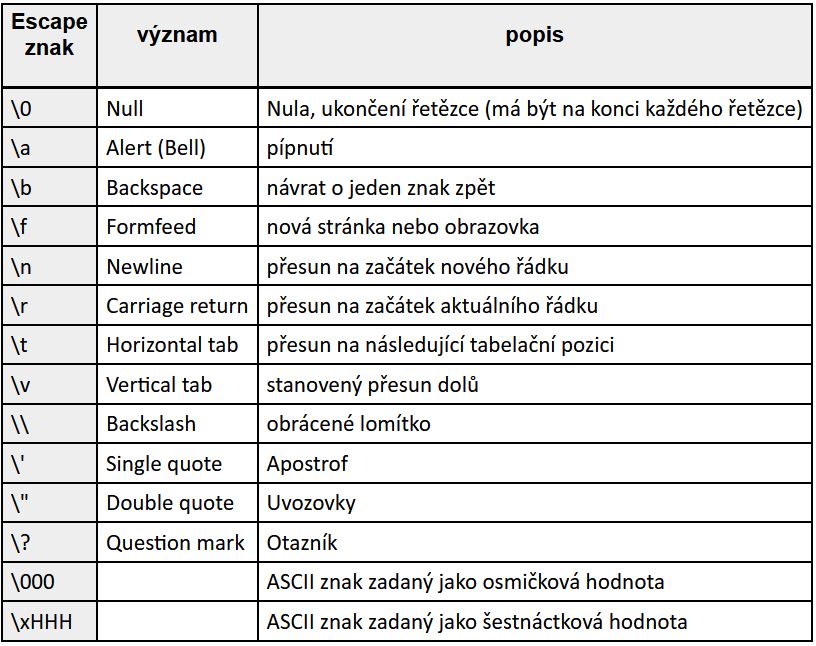 Escape znak význam popis
\0 Null Nula, ukončení řetězce (má být na konci každého řetězce)
\a Alert (Bell) pípnutí
\b Backspace návrat o jeden znak zpět
\f Formfeed nová stránka nebo obrazovka
\n Newline přesun na začátek nového řádku
\r Carriage return přesun na začátek aktuálního řádku
\t Horizontal tab přesun na následující tabelační pozici
\v Vertical tab stanovený přesun dolů
\\ Backslash obrácené lomítko
\' Single quote Apostrof
\" Double quote Uvozovky
\? Question mark Otazník
\000 ASCII znak zadaný jako osmičková hodnota
\xHHH ASCII znak zadaný jako šestnáctková hodnota